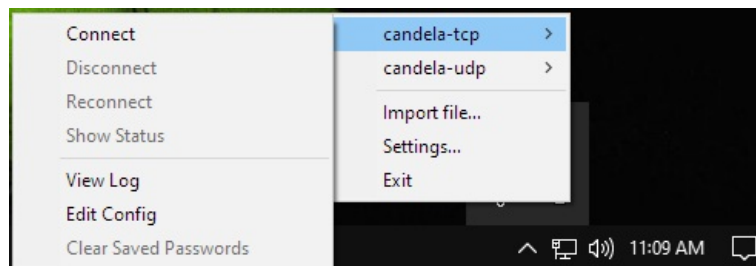 Connect
Disconnect
Reconnect
Show Status
View Log
Edit Config
Clear Saved Passwords
candela-tcp
candela-udp
Import file...
Settings...
Exit
11:09 AM